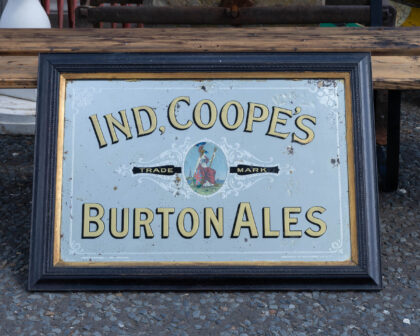 IND, COOPE'S
TRADE MARK
BURTON ALES